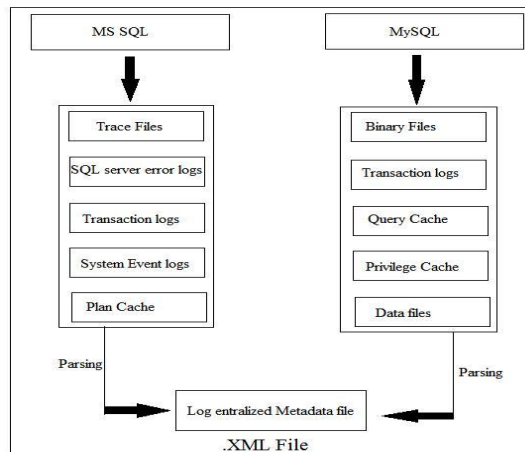 MS SQL
MySQL
Trace Files
SQL server error logs
Transaction logs
System Event logs
Plan Cache
Binary Files
Transaction logs
Query Cache
Privilege Cache
Data files
Parsing
Parsing
Log entralized Metadata file
.XML File